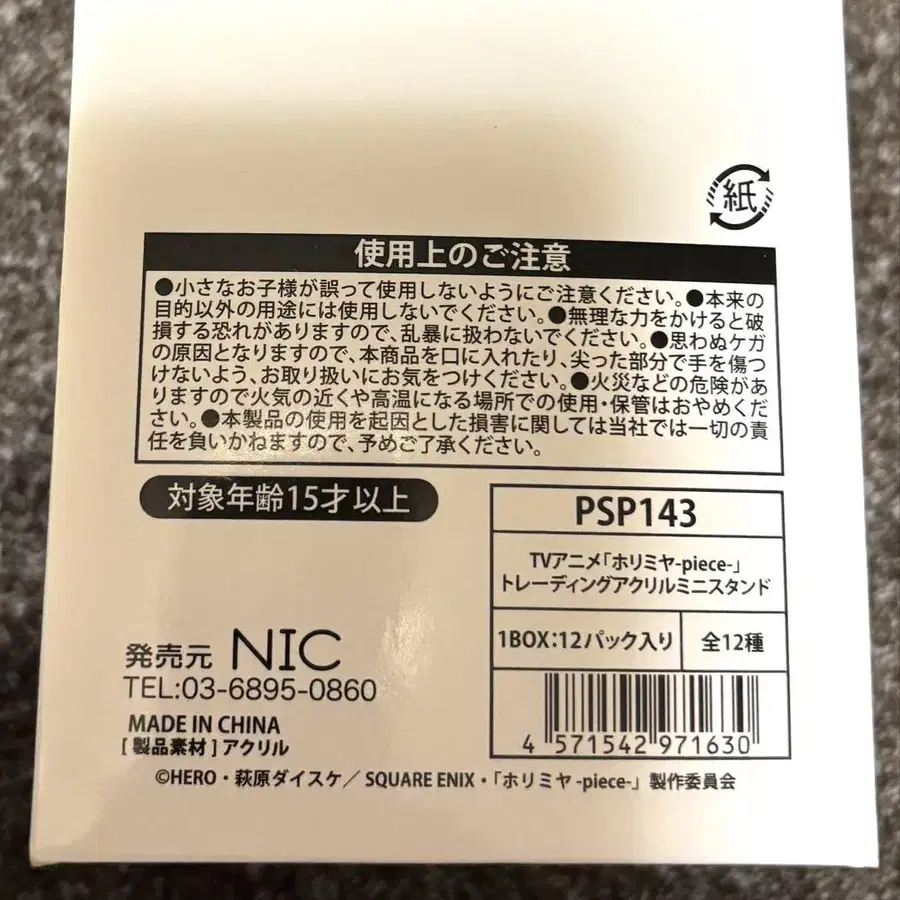 紙
使用上のご注意
●小さなお子様が誤って使用しないようにご注意ください。●本来の
目的以外の用途には使用しないでください。●無理な力をかけると破
損する恐れがありますので、乱暴に扱わないでください。●思わぬケガ
の原因となりますので、本商品を口に入れたり、尖った部分で手を傷つ
けないよう、お取り扱いにお気をつけください。●火災などの危険があ
りますので火気の近くや高温になる場所での使用・保管はおやめくだ
さい。●本製品の使用を起因とした損害に関しては当社では一切の責
任を負いかねますので、予めご了承ください。
対象年齢15才以上
PSP143
TVアニメ「ホリミヤ-piece-」
トレーディングアクリルミニスタンド
1BOX:12パック入り 全12種
4 571542 971630
発売元 NIC
TEL:03-6895-0860
MADE IN CHINA
[ 製品素材 ] アクリル
©HERO・萩原ダイスケ／SQUARE ENIX・「ホリミヤ -piece-」製作委員会